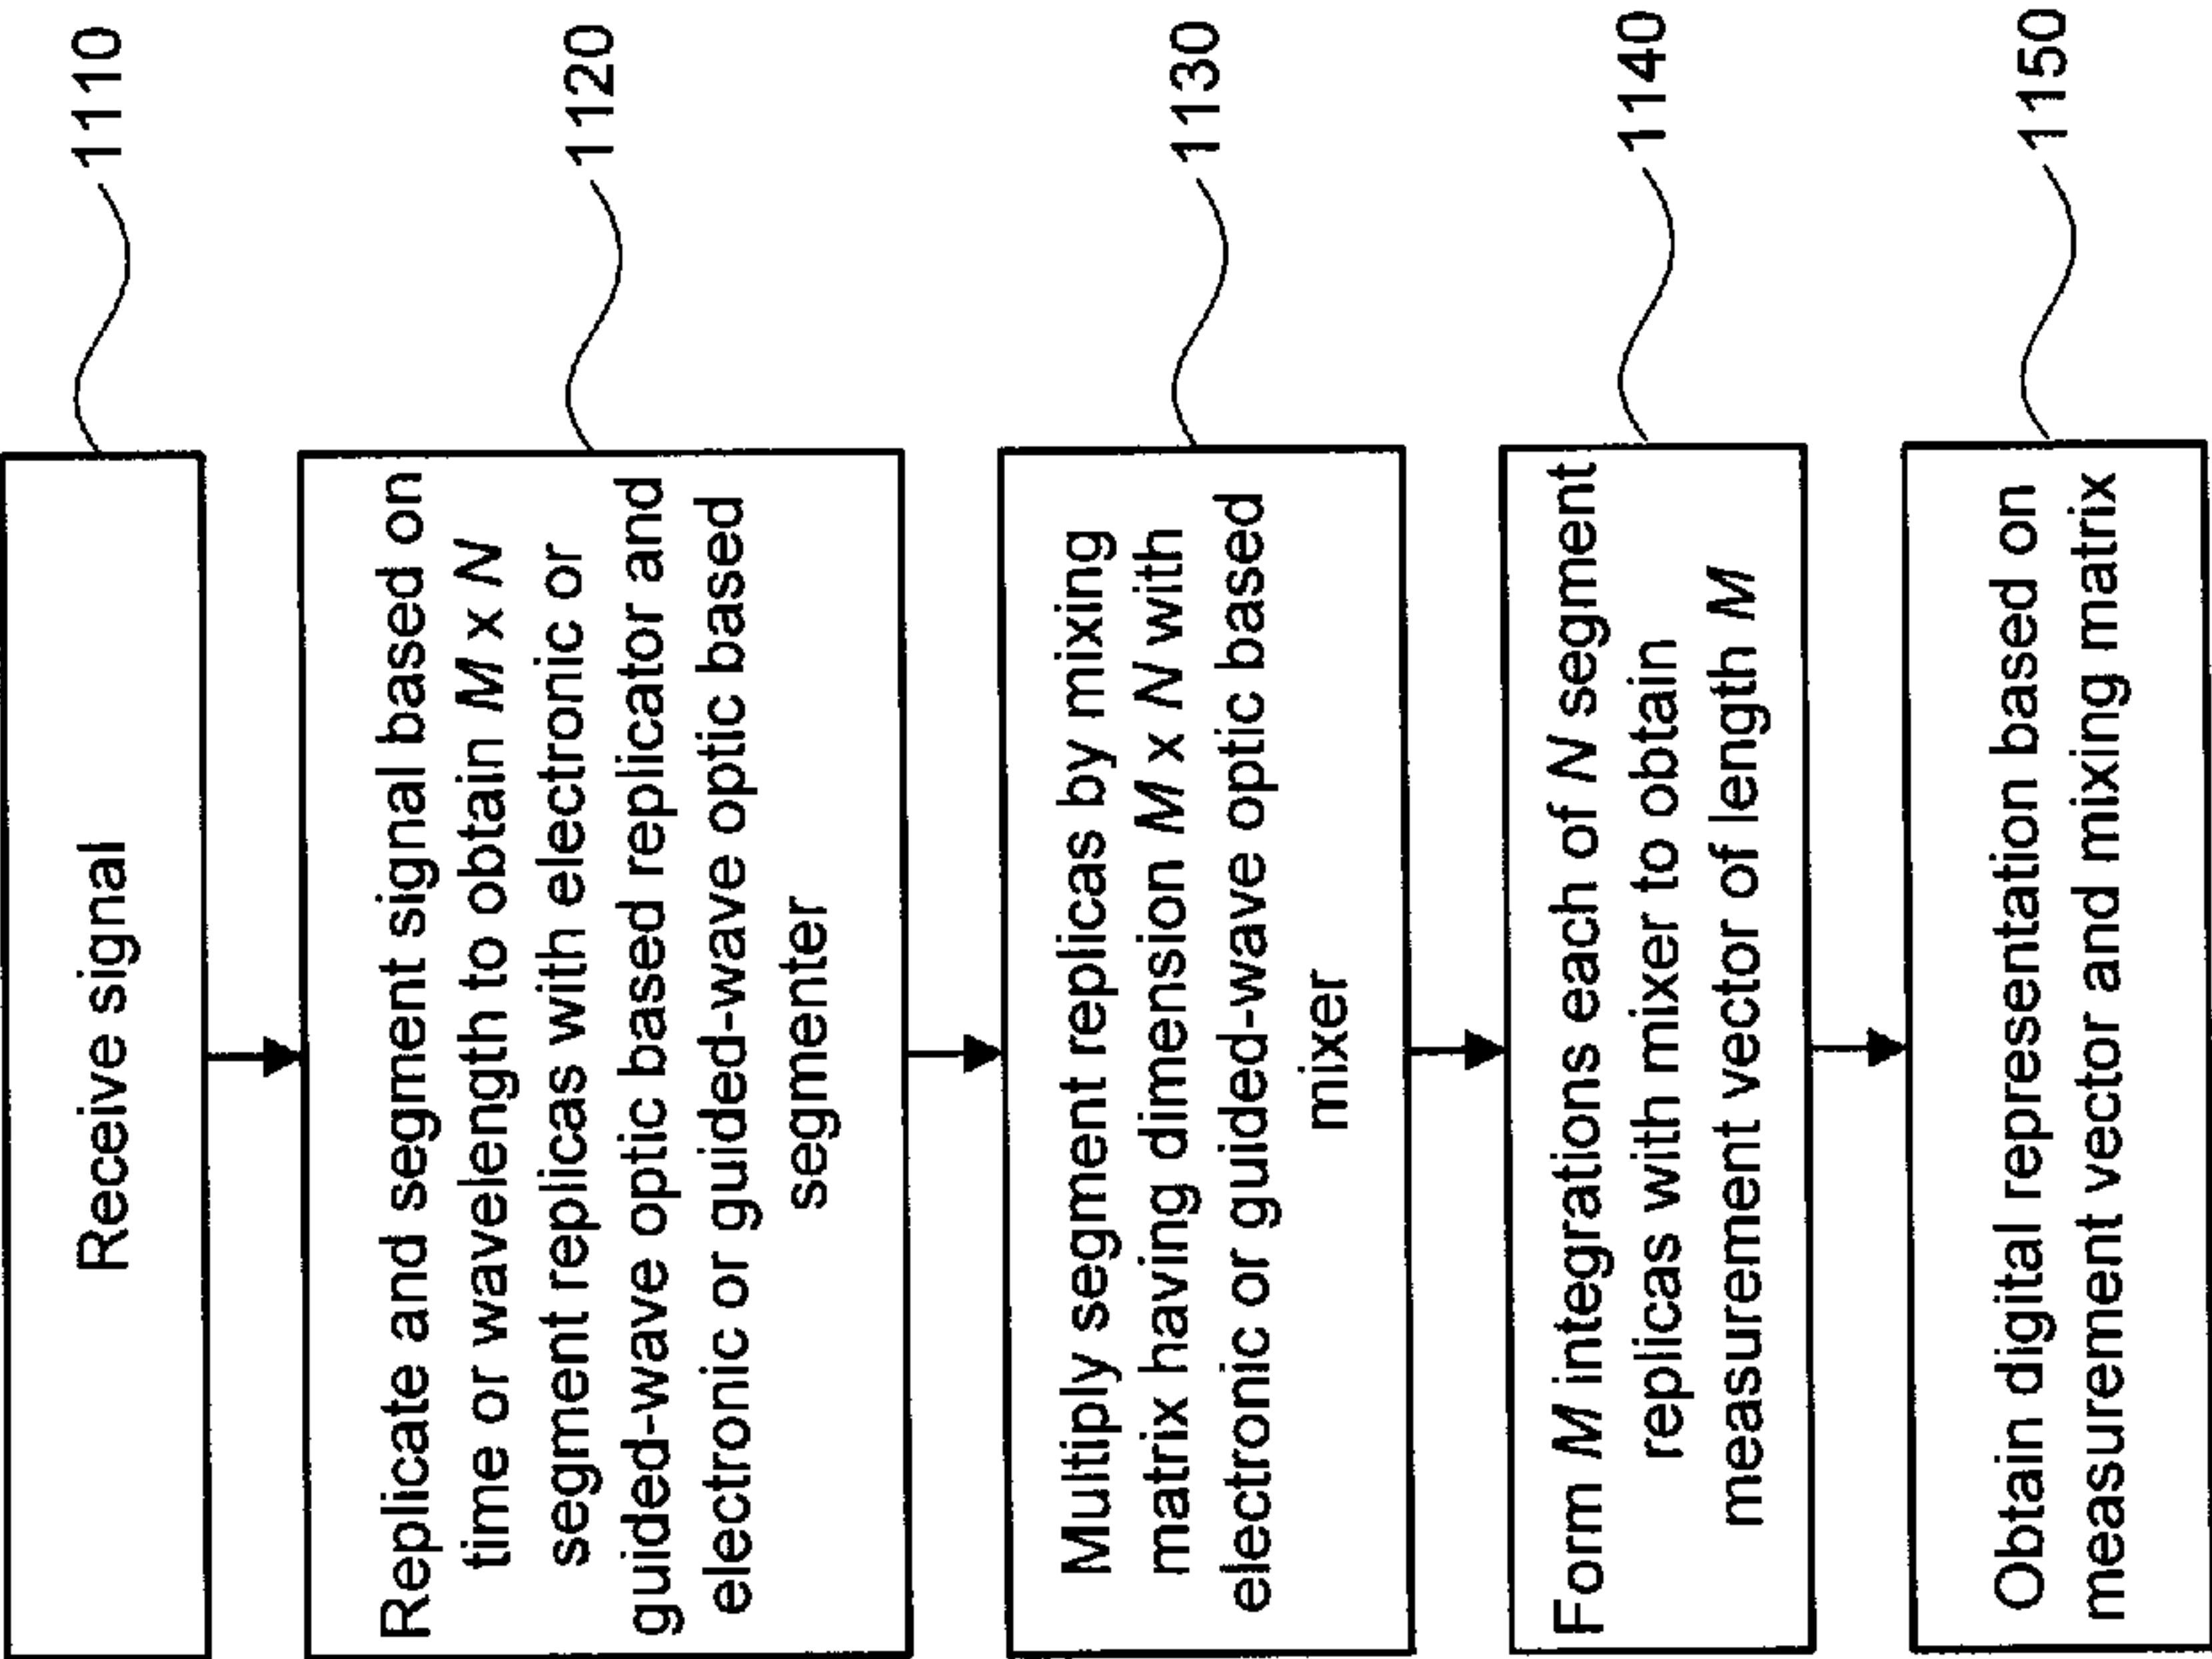 Receive signal
1110
Replicate and segment signal based on
time or wavelength to obtain M x N
segment replicas with electronic or
guided-wave optic based replicator and
electronic or guided-wave optic based
segmenter
1120
Multiply segment replicas by mixing
matrix having dimension M x N with
electronic or guided-wave optic based
mixer
1130
Form M integrations each of N segment
replicas with mixer to obtain
measurement vector of length M
1140
Obtain digital representation based on
measurement vector and mixing matrix
1150